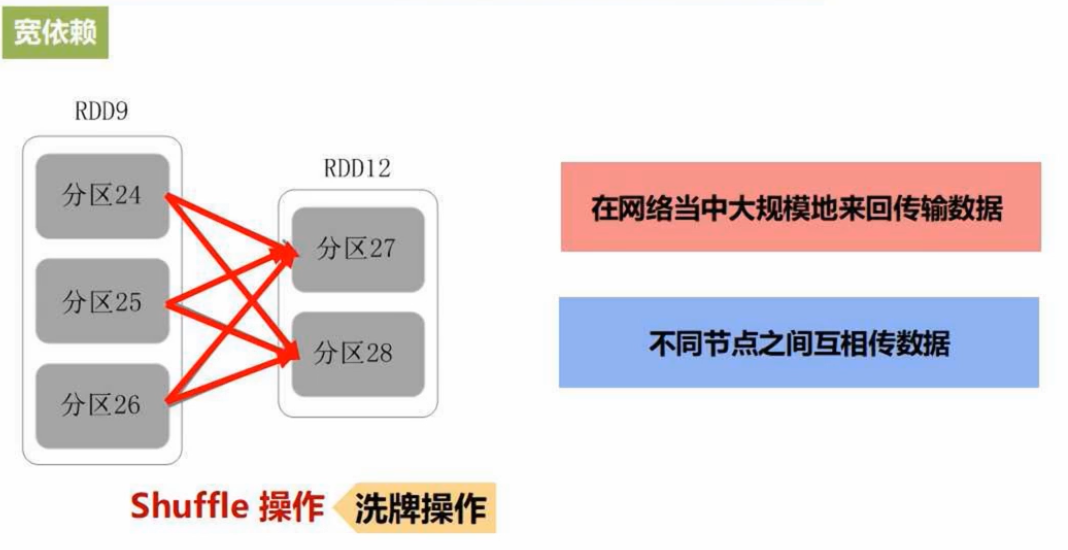 宽依赖
RDD9
分区24
分区25
分区26
RDD12
分区27
分区28
在网络当中大规模地来回传输数据
不同节点之间互相传数据
Shuffle 操作
洗牌操作